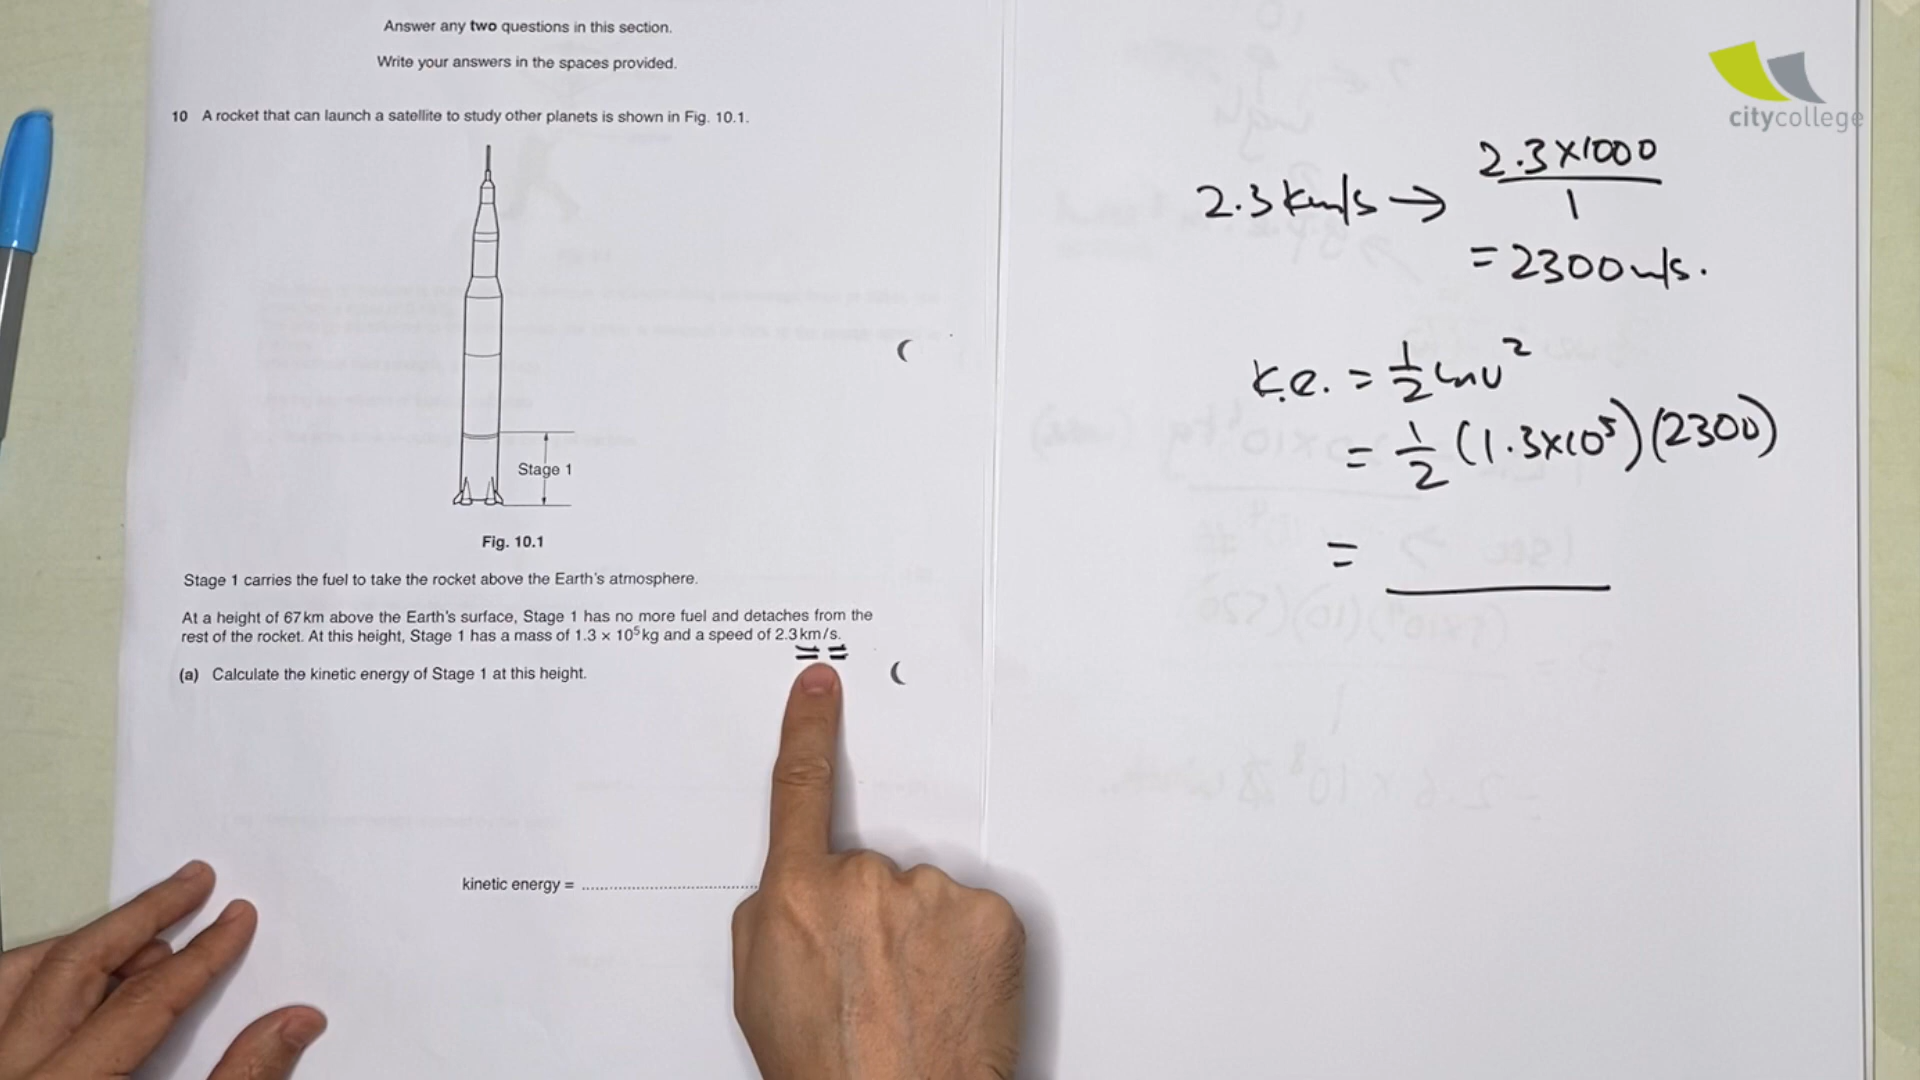 Answer any two questions in this section.
Write your answers in the spaces provided.
10 A rocket that can launch a satellite to study other planets is shown in Fig. 10.1.
Stage 1
Fig. 10.1
Stage 1 carries the fuel to take the rocket above the Earth's atmosphere.
At a height of 67 km above the Earth's surface, Stage 1 has no more fuel and detaches from the
rest of the rocket. At this height, Stage 1 has a mass of 1.3 × 10⁵ kg and a speed of 2.3 km/s.
(a) Calculate the kinetic energy of Stage 1 at this height.
kinetic energy = ..............................
citycollege
2.3 km/s → 2.3×1000
1
= 2300 m/s.
k.e. = 1/2 mv²
= 1/2 (1.3×10⁵)(2300)
=